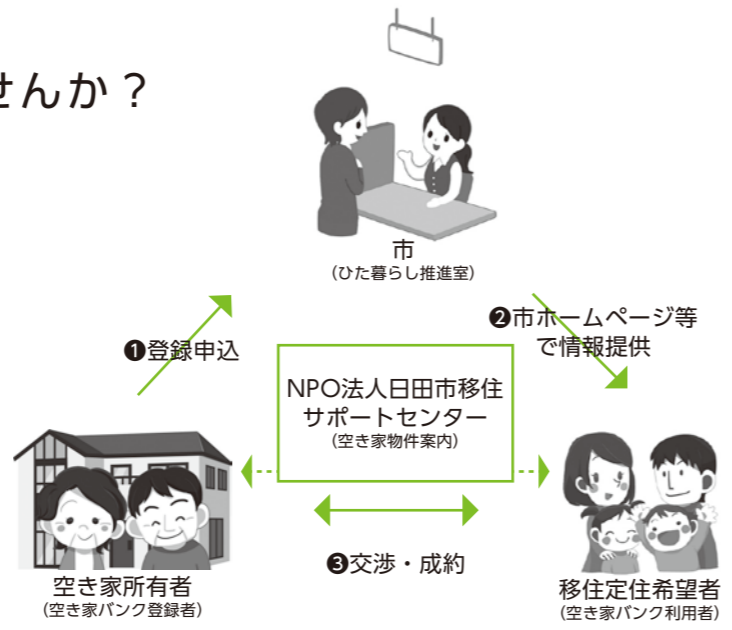 せんか？
市
（ひた暮らし推進室）
❶登録申込
❷市ホームページ等
で情報提供
NPO法人日田市移住
サポートセンター
（空き家物件案内）
❸交渉・成約
空き家所有者
（空き家バンク登録者）
移住定住希望者
（空き家バンク利用者）